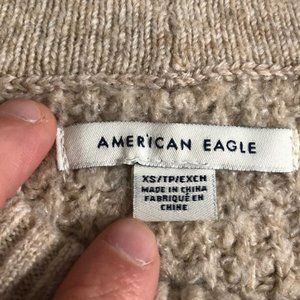 AMERICAN EAGLE
XS/TP/EXCH
MADE IN CHINA
FABRIQUÉ EN
CHINE